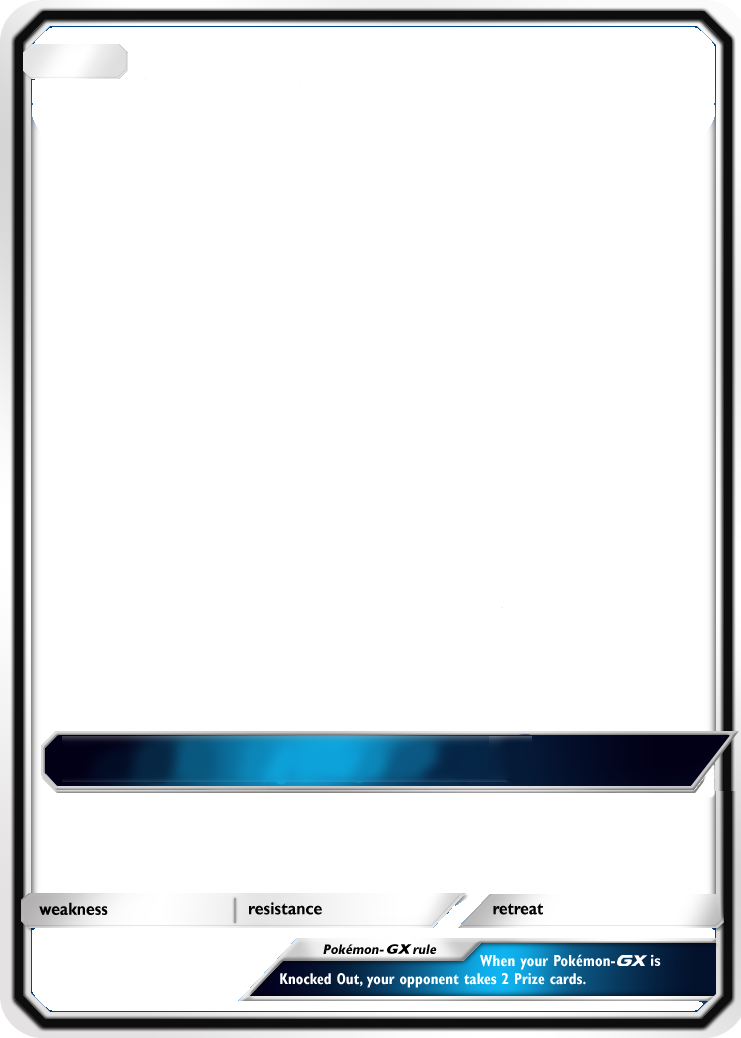 weakness resistance retreat
Pokémon-GX rule
When your Pokémon-GX is
Knocked Out, your opponent takes 2 Prize cards.